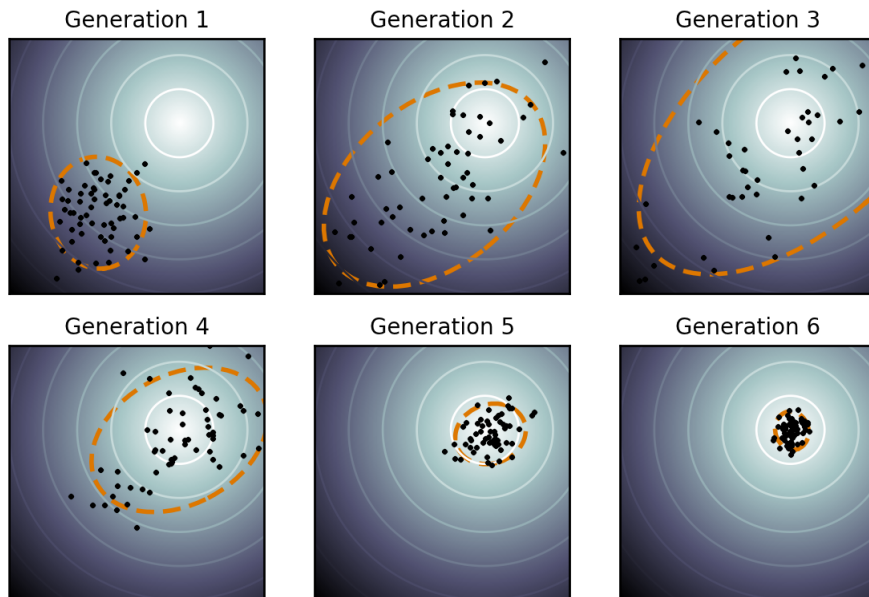 Generation 1
Generation 2
Generation 3
Generation 4
Generation 5
Generation 6